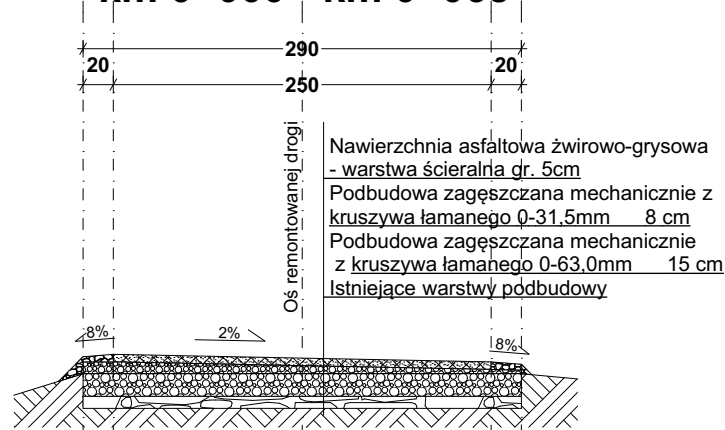 290
20
250
20
Oś remontowanej drogi
Nawierzchnia asfaltowa żwirowo-grysowa
- warstwa ścieralna gr. 5cm
Podbudowa zagęszczana mechanicznie z
kruszywa łamanego 0-31,5mm 8 cm
Podbudowa zagęszczana mechanicznie
z kruszywa łamanego 0-63,0mm 15 cm
Istniejące warstwy podbudowy
8%
2%
8%